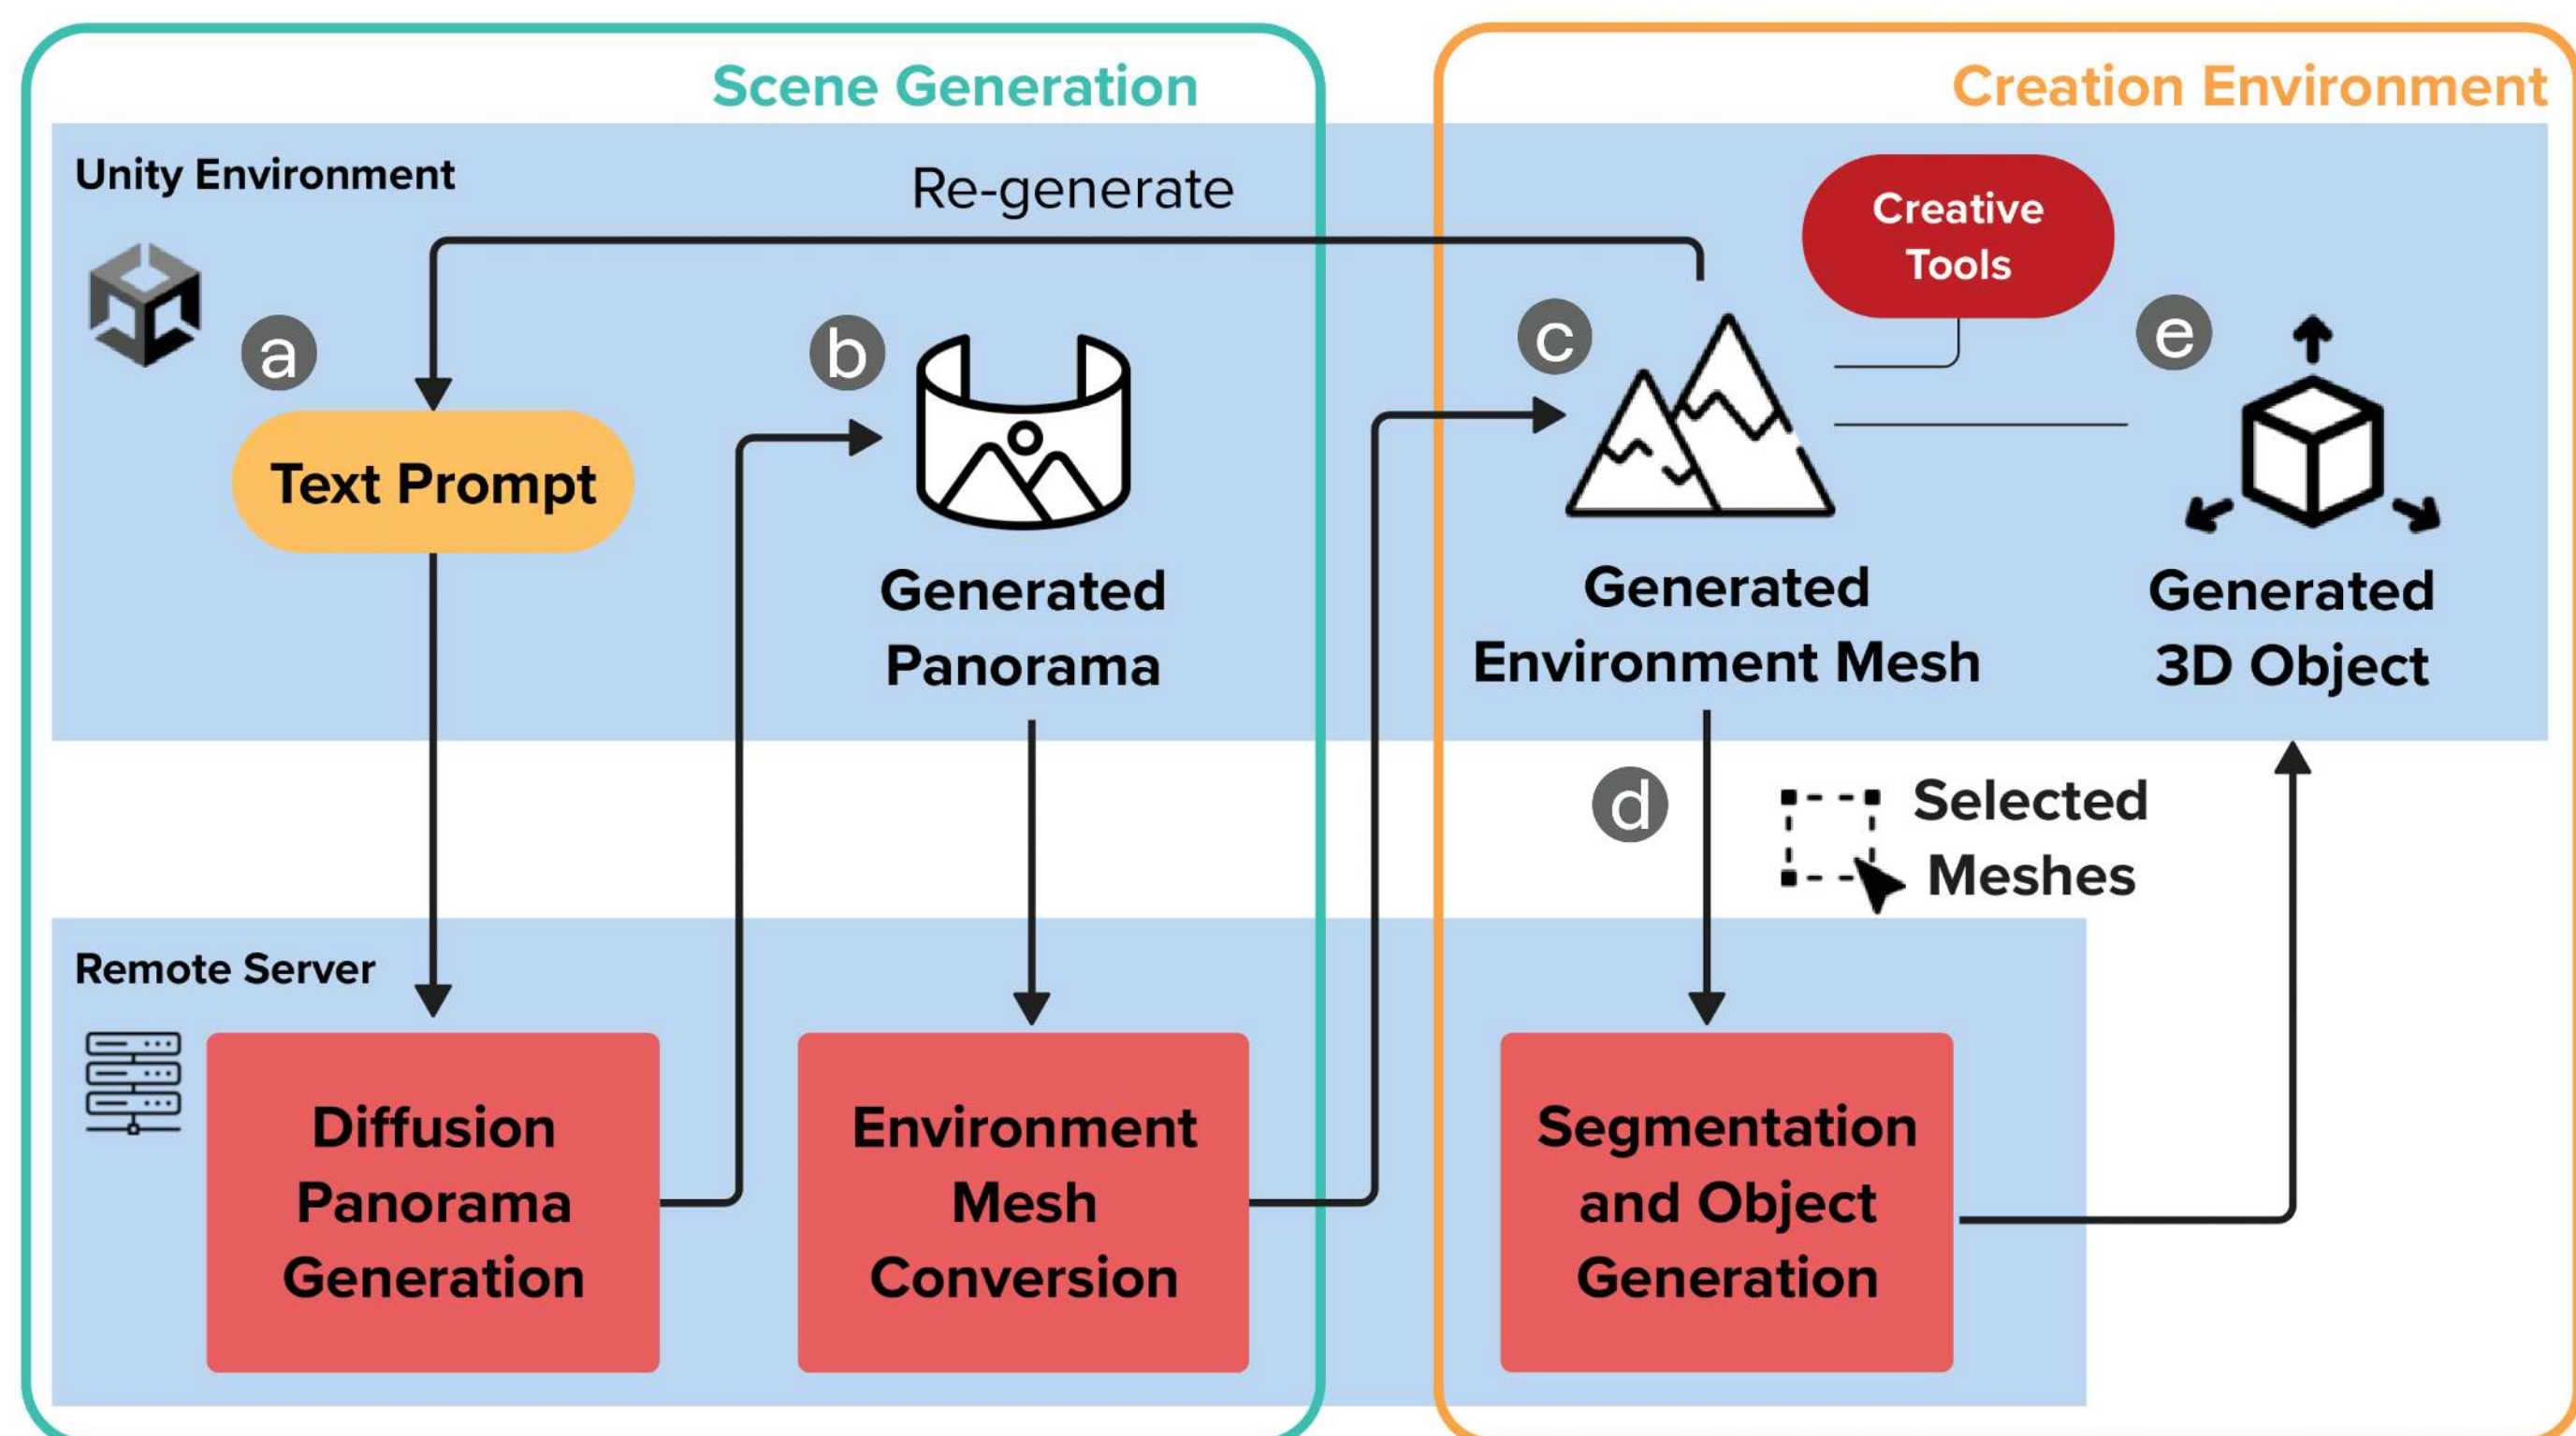 Scene Generation
Creation Environment
Unity Environment
Re-generate
Creative
Tools
a
b
c
e
Text Prompt
Generated
Panorama
Generated
Environment Mesh
Generated
3D Object
d
Selected
Meshes
Remote Server
Diffusion
Panorama
Generation
Environment
Mesh
Conversion
Segmentation
and Object
Generation